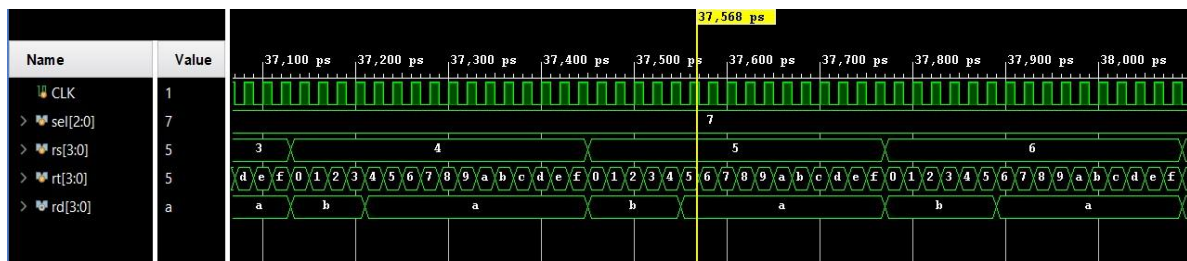 37,568 ps
Name Value
37,100 ps 37,200 ps 37,300 ps 37,400 ps 37,500 ps 37,600 ps 37,700 ps 37,800 ps 37,900 ps 38,000 ps
CLK 1
sel[2:0] 7 7
rs[3:0] 5 3 4 5 6
rt[3:0] 5 d e f 0 1 2 3 4 5 6 7 8 9 a b c d e f 0 1 2 3 4 5 6 7 8 9 a b c d e f 0 1 2 3 4 5 6 7 8 9 a b c d e f
rd[3:0] a a b a b a b a